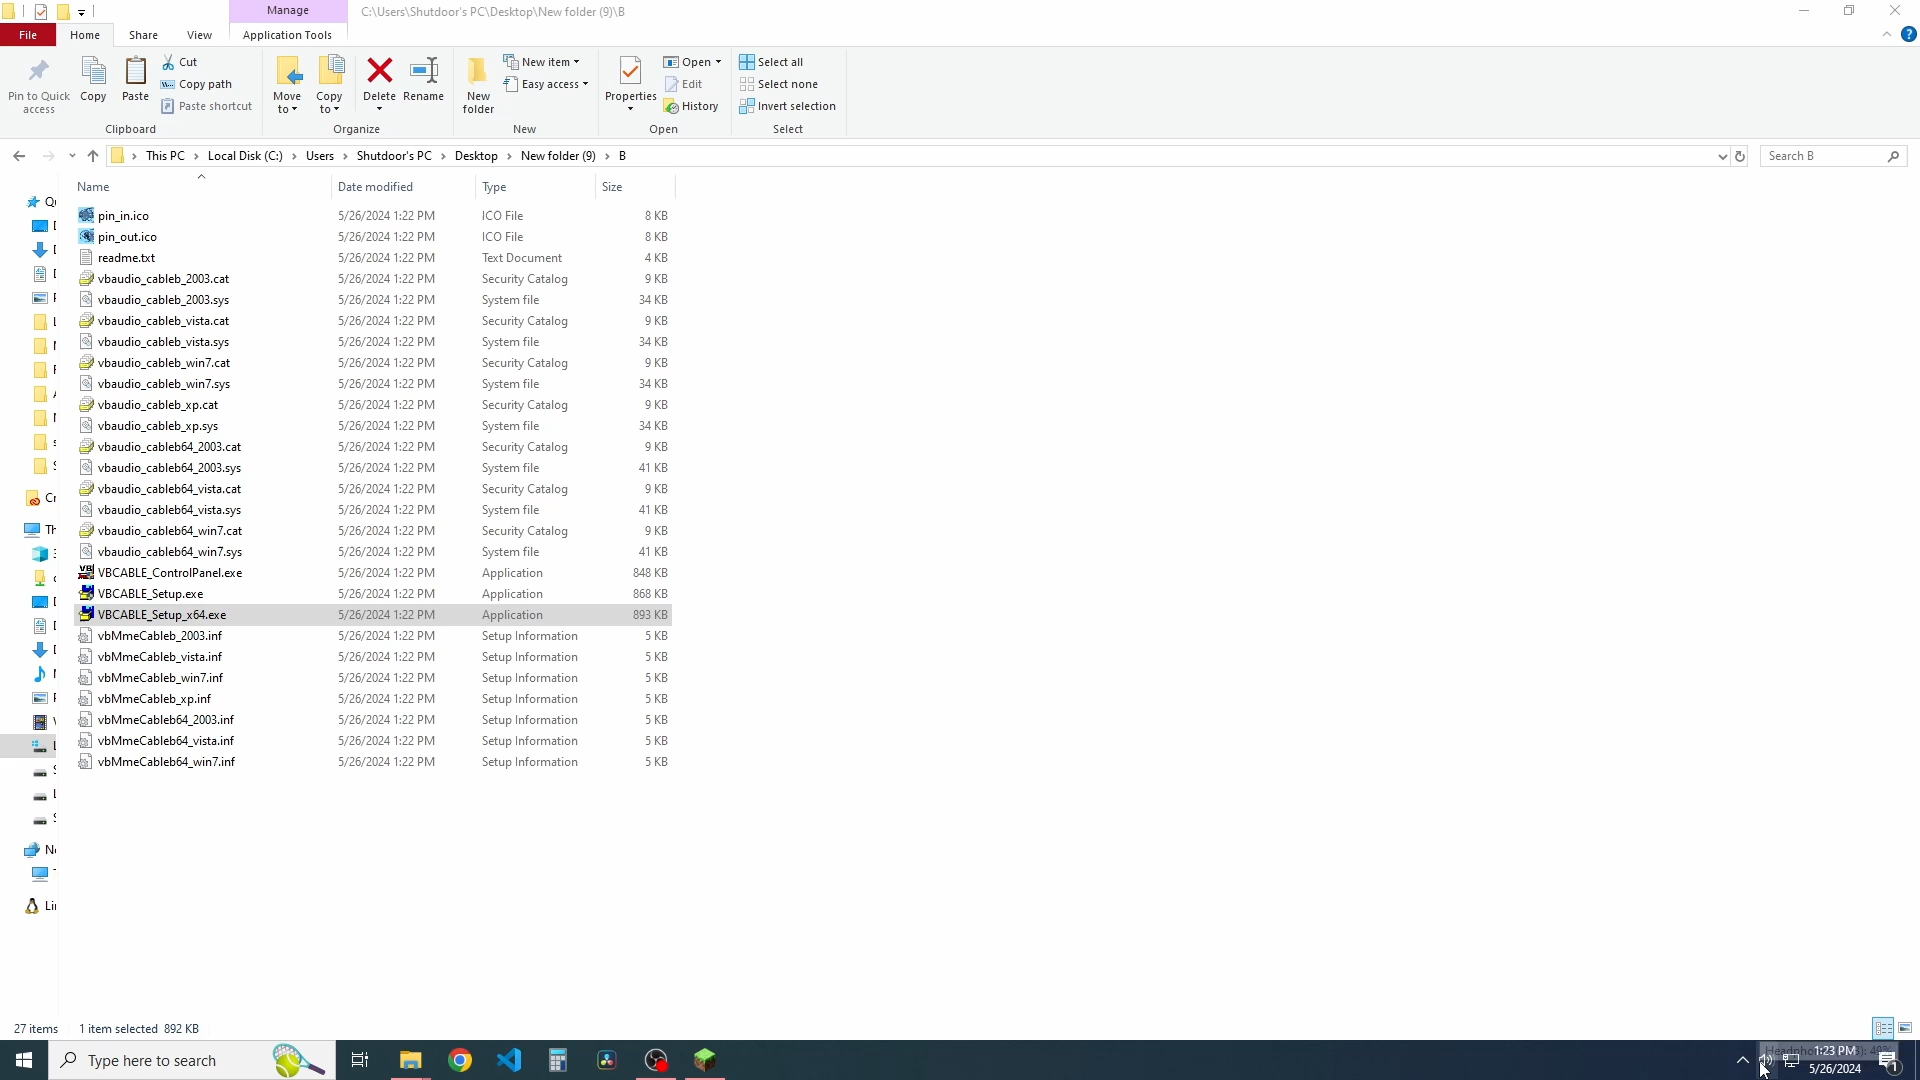 Manage
C:\Users\Shutdoor's PC\Desktop\New folder (9)\B
File
Home
Share
View
Application Tools
Pin to Quick access
Copy
Paste
Cut
Copy path
Paste shortcut
Clipboard
Move to
Copy to
Delete
Rename
Organize
New folder
New item
Easy access
New
Properties
Open
Edit
History
Open
Select all
Select none
Invert selection
Select
This PC
Local Disk (C:)
Users
Shutdoor's PC
Desktop
New folder (9)
B
Search B
Name
Date modified
Type
Size
pin_in.ico 5/26/2024 1:22 PM ICO File 8 KB
pin_out.ico 5/26/2024 1:22 PM ICO File 8 KB
readme.txt 5/26/2024 1:22 PM Text Document 4 KB
vbaudio_cableb_2003.cat 5/26/2024 1:22 PM Security Catalog 9 KB
vbaudio_cableb_2003.sys 5/26/2024 1:22 PM System file 34 KB
vbaudio_cableb_vista.cat 5/26/2024 1:22 PM Security Catalog 9 KB
vbaudio_cableb_vista.sys 5/26/2024 1:22 PM System file 34 KB
vbaudio_cableb_win7.cat 5/26/2024 1:22 PM Security Catalog 9 KB
vbaudio_cableb_win7.sys 5/26/2024 1:22 PM System file 34 KB
vbaudio_cableb_xp.cat 5/26/2024 1:22 PM Security Catalog 9 KB
vbaudio_cableb_xp.sys 5/26/2024 1:22 PM System file 34 KB
vbaudio_cableb64_2003.cat 5/26/2024 1:22 PM Security Catalog 9 KB
vbaudio_cableb64_2003.sys 5/26/2024 1:22 PM System file 41 KB
vbaudio_cableb64_vista.cat 5/26/2024 1:22 PM Security Catalog 9 KB
vbaudio_cableb64_vista.sys 5/26/2024 1:22 PM System file 41 KB
vbaudio_cableb64_win7.cat 5/26/2024 1:22 PM Security Catalog 9 KB
vbaudio_cableb64_win7.sys 5/26/2024 1:22 PM System file 41 KB
VBCABLE_ControlPanel.exe 5/26/2024 1:22 PM Application 848 KB
VBCABLE_Setup.exe 5/26/2024 1:22 PM Application 868 KB
VBCABLE_Setup_x64.exe 5/26/2024 1:22 PM Application 893 KB
vbMmeCableb_2003.inf 5/26/2024 1:22 PM Setup Information 5 KB
vbMmeCableb_vista.inf 5/26/2024 1:22 PM Setup Information 5 KB
vbMmeCableb_win7.inf 5/26/2024 1:22 PM Setup Information 5 KB
vbMmeCableb_xp.inf 5/26/2024 1:22 PM Setup Information 5 KB
vbMmeCableb64_2003.inf 5/26/2024 1:22 PM Setup Information 5 KB
vbMmeCableb64_vista.inf 5/26/2024 1:22 PM Setup Information 5 KB
vbMmeCableb64_win7.inf 5/26/2024 1:22 PM Setup Information 5 KB
27 items
1 item selected 892 KB
Type here to search
1:23 PM
5/26/2024
1